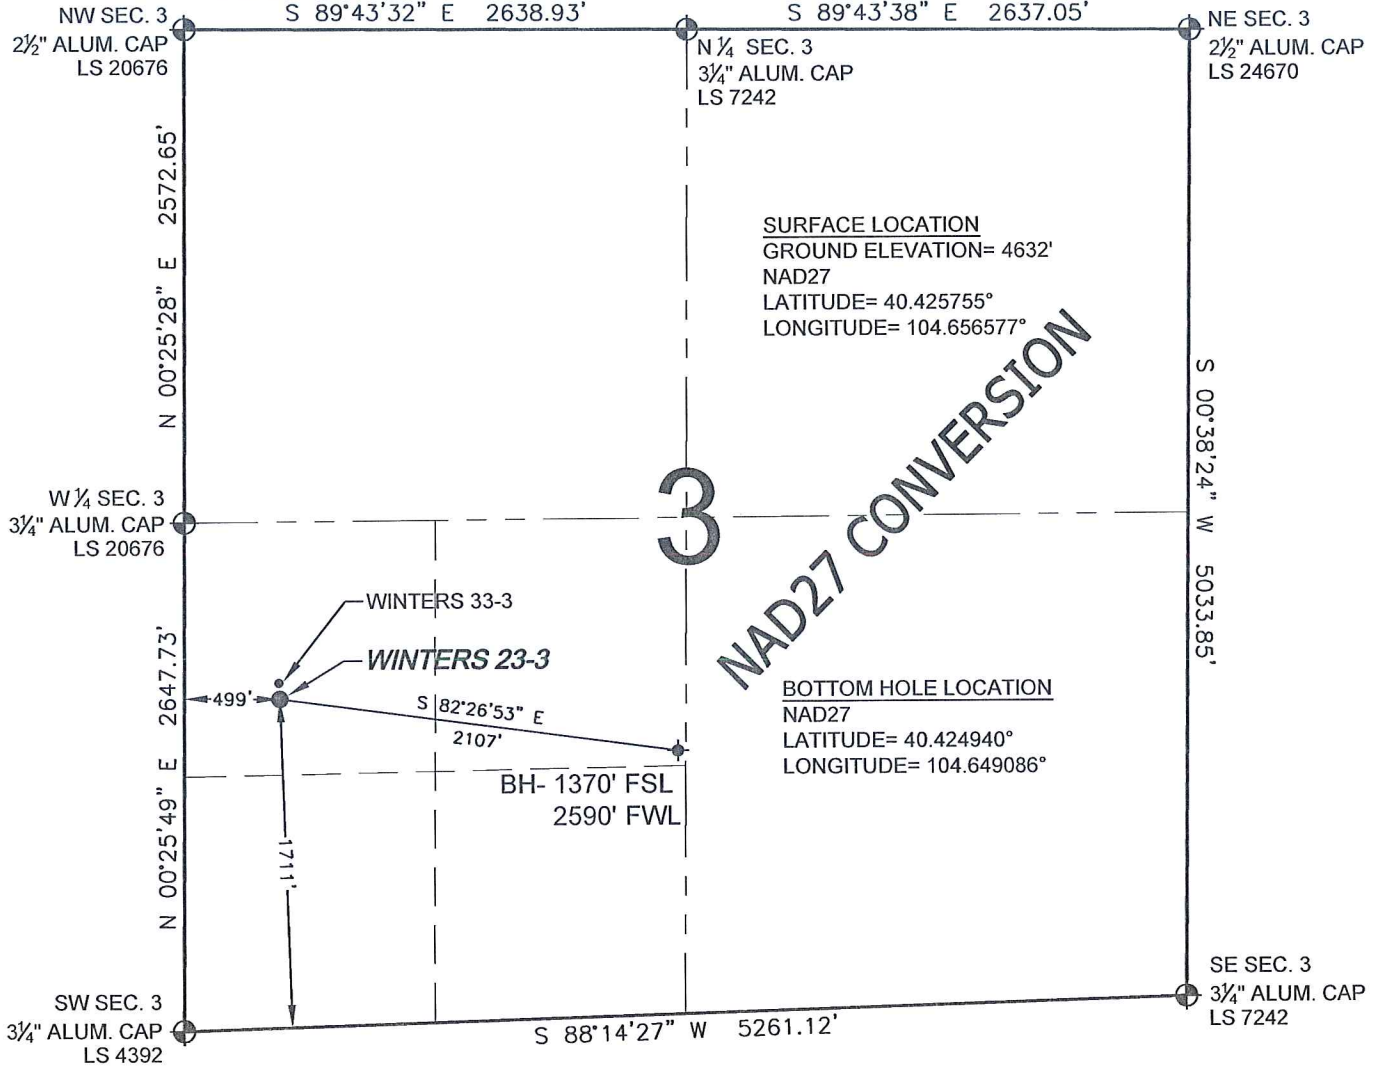 S 89°43'32" E 2638.93'
S 89°43'38" E 2637.05'
NW SEC. 3
2½" ALUM. CAP
LS 20676
N ¼ SEC. 3
3¼" ALUM. CAP
LS 7242
NE SEC. 3
2½" ALUM. CAP
LS 24670
N 00°25'28" E 2572.65'
SURFACE LOCATION
GROUND ELEVATION= 4632'
NAD27
LATITUDE= 40.425755°
LONGITUDE= 104.656577°
NAD27 CONVERSION
S 00°38'24" W 5033.85'
3
W ¼ SEC. 3
3¼" ALUM. CAP
LS 20676
WINTERS 33-3
WINTERS 23-3
N 00°25'49" E 2647.73'
499'
S 82°26'53" E
2107'
BH- 1370' FSL
2590' FWL
1711'
BOTTOM HOLE LOCATION
NAD27
LATITUDE= 40.424940°
LONGITUDE= 104.649086°
SW SEC. 3
3¼" ALUM. CAP
LS 4392
S 88°14'27" W 5261.12'
SE SEC. 3
3¼" ALUM. CAP
LS 7242